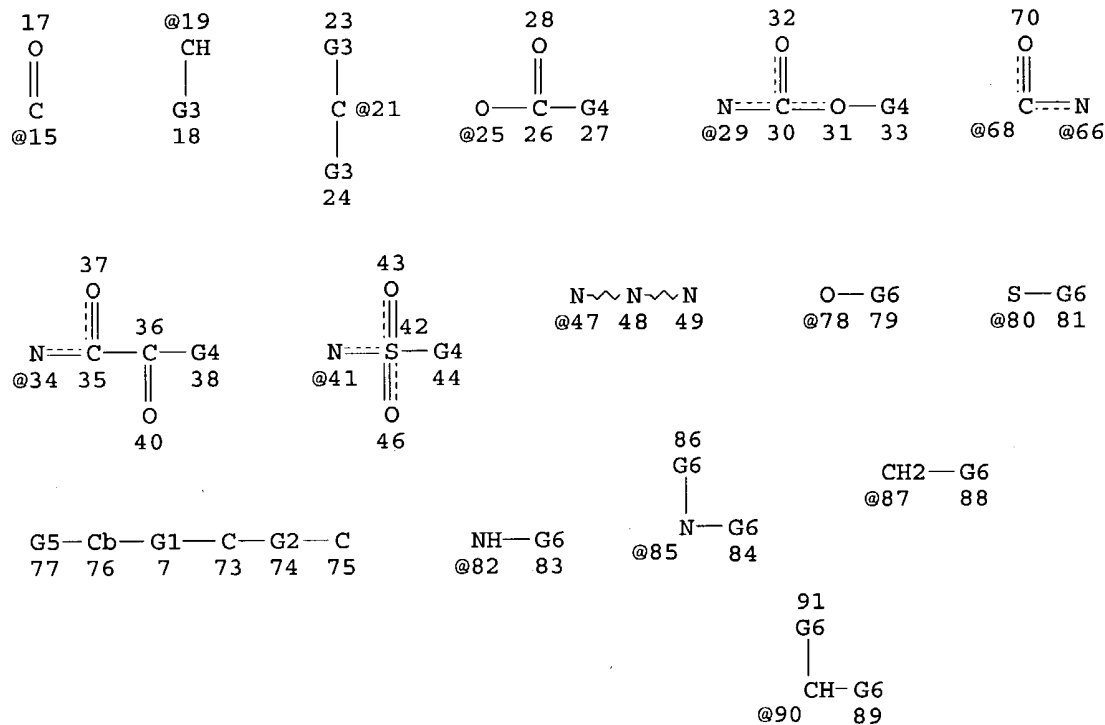 17 @19 23 28 32 70
O CH G3 O O O
C G3 C @21 O C G4 N C O G4 C N
@15 18 @25 26 27 @29 30 31 33 @68 @66
G3
24
37 43
O 36 O 42 N N N O G6 S G6
@47 48 49 @78 79 @80 81
N C C G4 N S G4
@34 35 38 @41 44
O O
40 46
86
G6 CH2 G6
@87 88
G5 Cb G1 C G2 C NH G6 N G6
77 76 7 73 74 75 @82 83 @85 84
91
G6
CH G6
@90 89